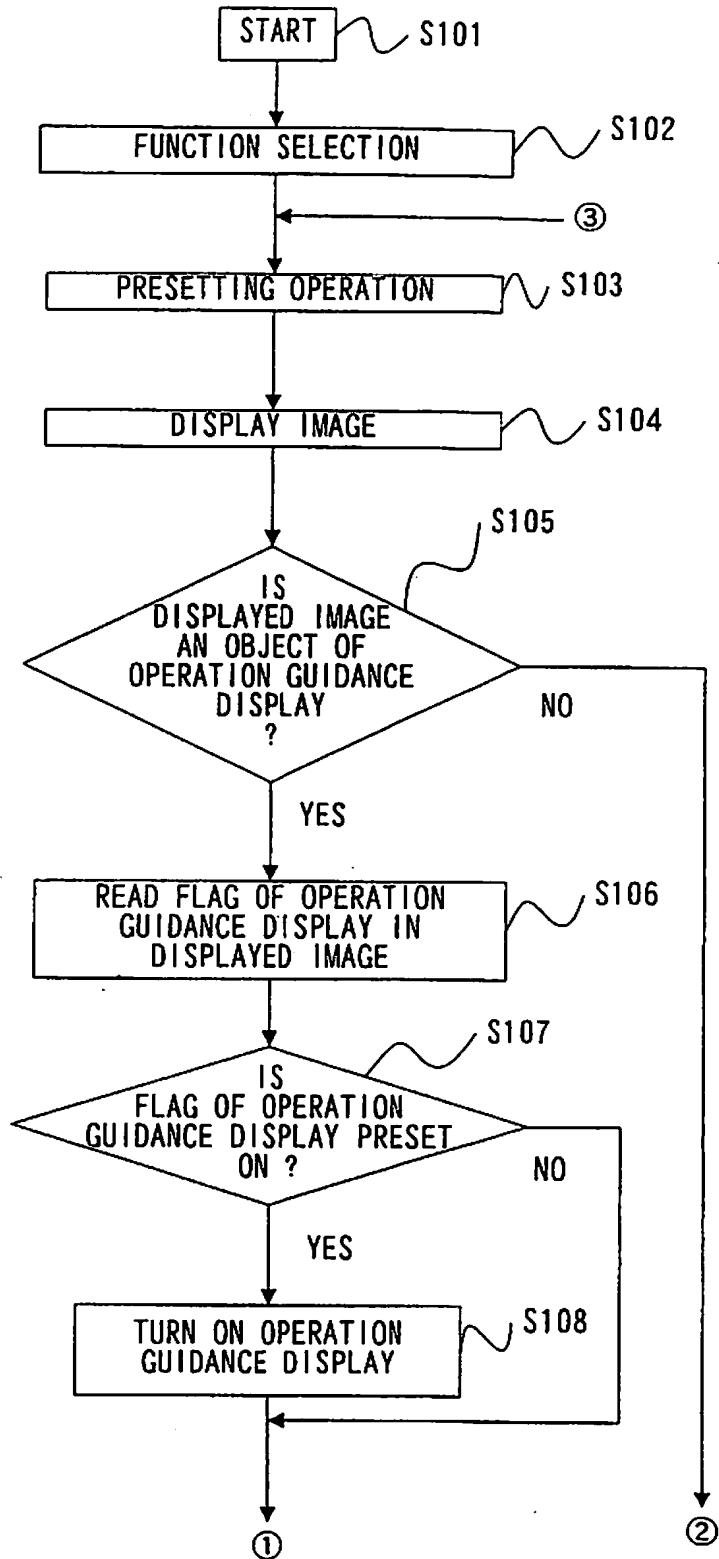 START
S101
FUNCTION SELECTION
S102
③
PRESETTING OPERATION
S103
DISPLAY IMAGE
S104
S105
IS
DISPLAYED IMAGE
AN OBJECT OF
OPERATION GUIDANCE
DISPLAY
?
NO
YES
READ FLAG OF OPERATION
GUIDANCE DISPLAY IN
DISPLAYED IMAGE
S106
S107
IS
FLAG OF OPERATION
GUIDANCE DISPLAY PRESET
ON ?
NO
YES
TURN ON OPERATION
GUIDANCE DISPLAY
S108
①
②